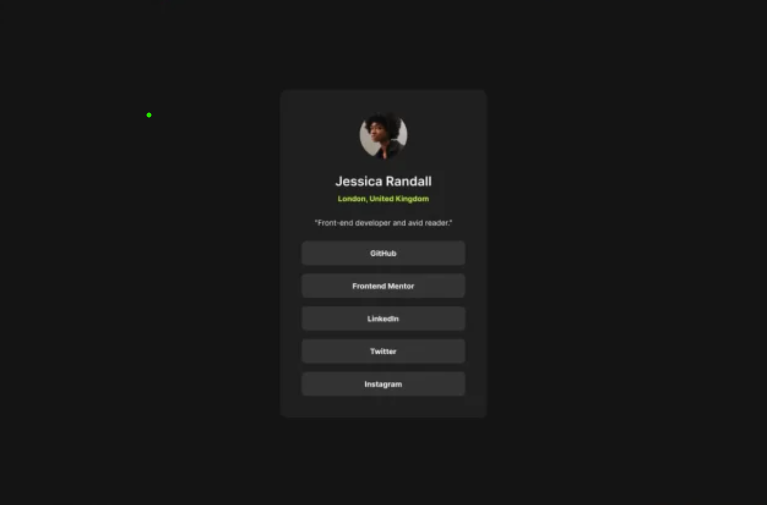 Jessica Randall
London, United Kingdom
"Front-end developer and avid reader."
GitHub
Frontend Mentor
LinkedIn
Twitter
Instagram